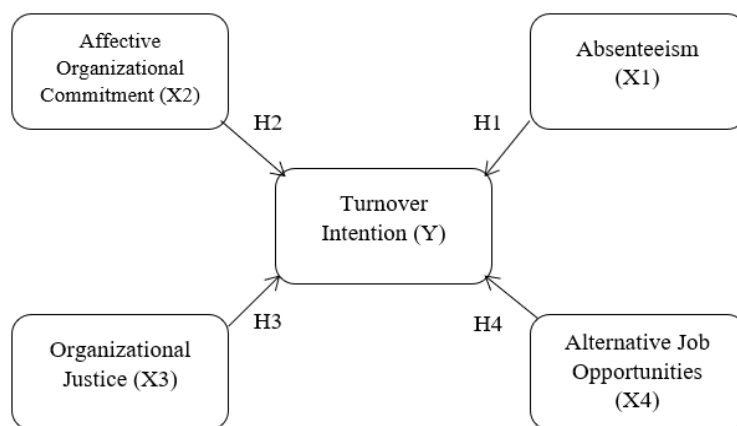 Affective
Organizational
Commitment (X2)
Absenteeism
(X1)
H2
H1
Turnover
Intention (Y)
H3
H4
Organizational
Justice (X3)
Alternative Job
Opportunities
(X4)